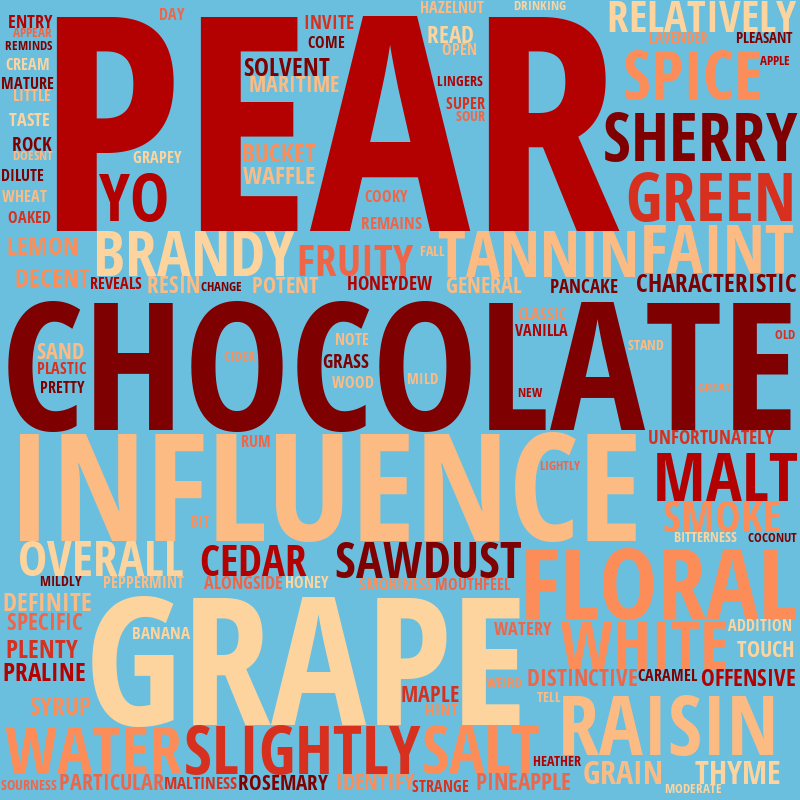 PEAR
ENTRY
APPEAR
REMINDS
CREAM
MATURE
LITTLE
TASTE
ROCK
DOESNT
DILUTE
WHEAT
OAKED
DAY
GRAPEY
YO
INVITE
COME
SOLVENT
MARITIME
BUCKET
WAFFLE
COOKY
REMAINS
HAZELNUT
READ
OPEN
LINGERS
SUPER
SOUR
DRINKING
RELATIVELY
LAVENDER
PLEASANT
SPICE
APPLE
SHERRY
GREEN
LEMON
BRANDY
FRUITY
FALL
TANNIN
FAINT
DECENT
REVEALS
RESIN
CHANGE
POTENT
HONEYDEW
GENERAL
PANCAKE
CHARACTERISTIC
CHOCOLATE
SAND
PLASTIC
PRETTY
CIDER
NOTE
GRASS
WOOD
MILD
CLASSIC
VANILLA
NEW
STAND
GREAT
OLD
INFLUENCE
RUM
BIT
LIGHTLY
UNFORTUNATELY
MALT
SMOKE
BITTERNESS
COCONUT
OVERALL
CEDAR
SAWDUST
MILDLY
PEPPERMINT
ALONGSIDE
HONEY
SMOKINESS
MOUTHFEEL
FLORAL
DEFINITE
SPECIFIC
PLENTY
PRALINE
SYRUP
GRAPE
BANANA
MAPLE
HINT
WEIRD
WATERY
WHITE
ADDITION
TOUCH
DISTINCTIVE
CARAMEL
OFFENSIVE
TELL
RAISIN
WATER
SLIGHTLY
SALT
HEATHER
GRAIN
THYME
SOURNESS
PARTICULAR
MALTINESS
ROSEMARY
IDENTIFY
STRANGE
PINEAPPLE
MODERATE